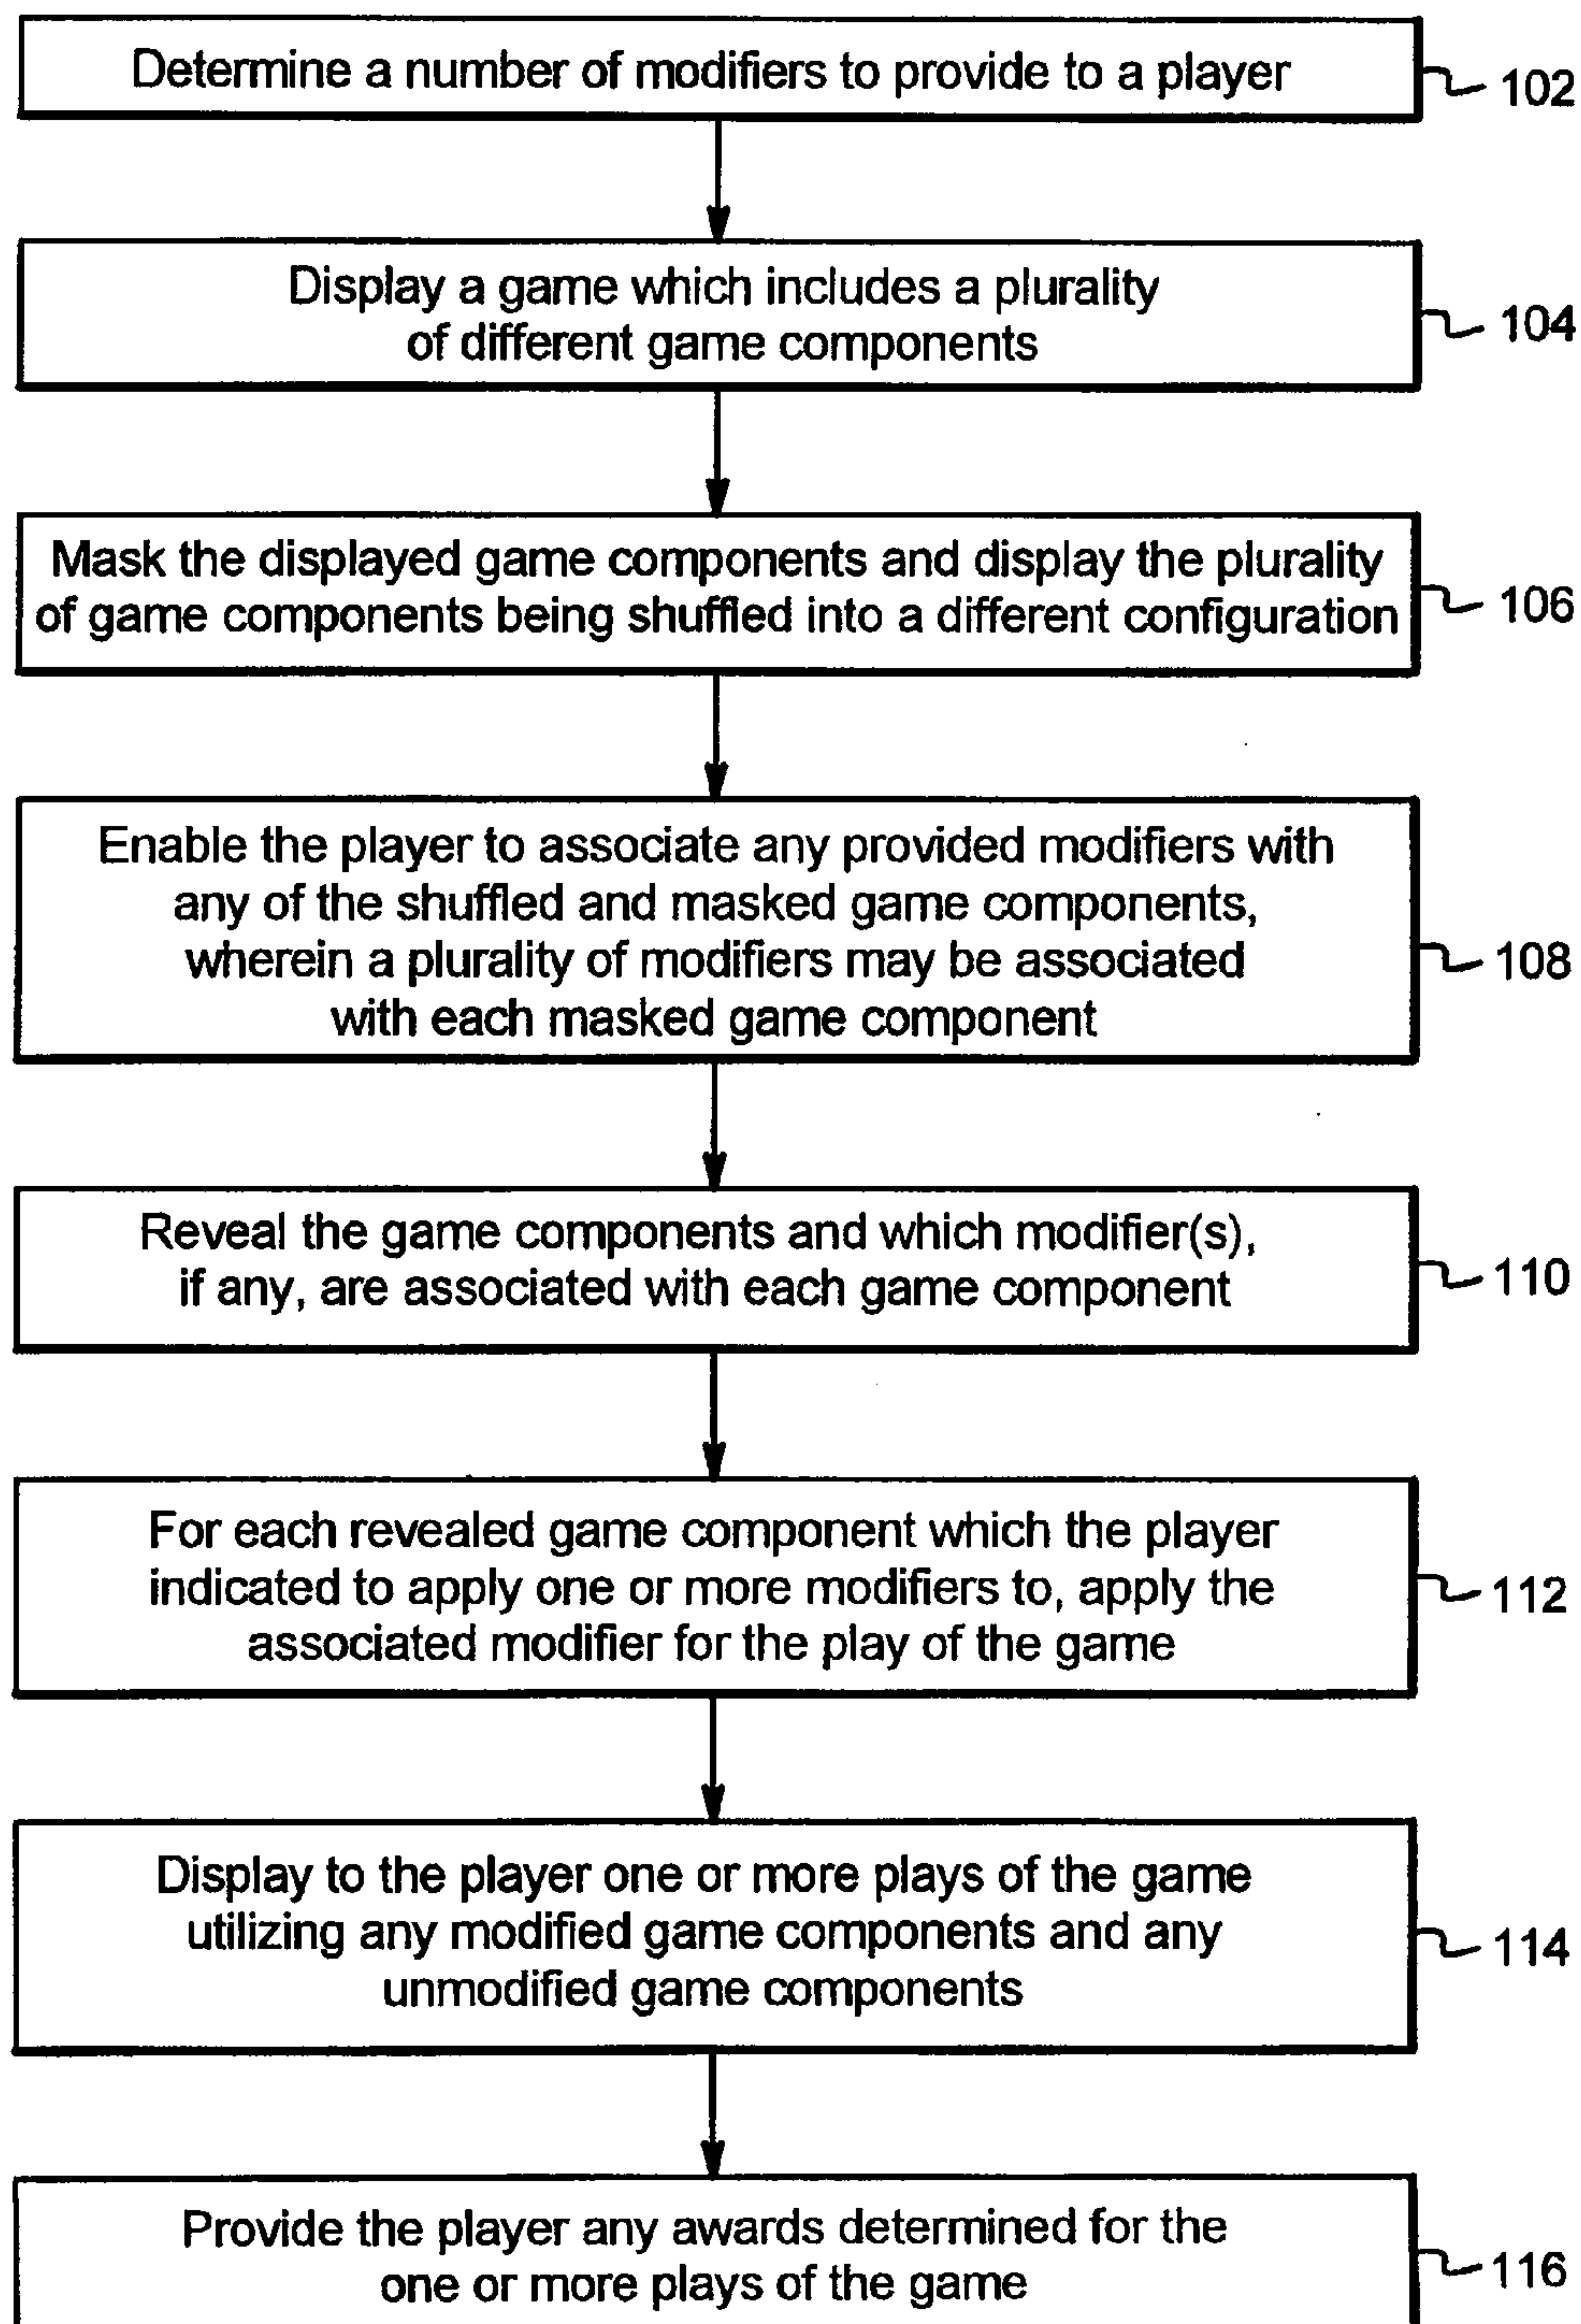 Determine a number of modifiers to provide to a player
102
Display a game which includes a plurality
of different game components
104
Mask the displayed game components and display the plurality
of game components being shuffled into a different configuration
106
Enable the player to associate any provided modifiers with
any of the shuffled and masked game components,
wherein a plurality of modifiers may be associated
with each masked game component
108
Reveal the game components and which modifier(s),
if any, are associated with each game component
110
For each revealed game component which the player
indicated to apply one or more modifiers to, apply the
associated modifier for the play of the game
112
Display to the player one or more plays of the game
utilizing any modified game components and any
unmodified game components
114
Provide the player any awards determined for the
one or more plays of the game
116